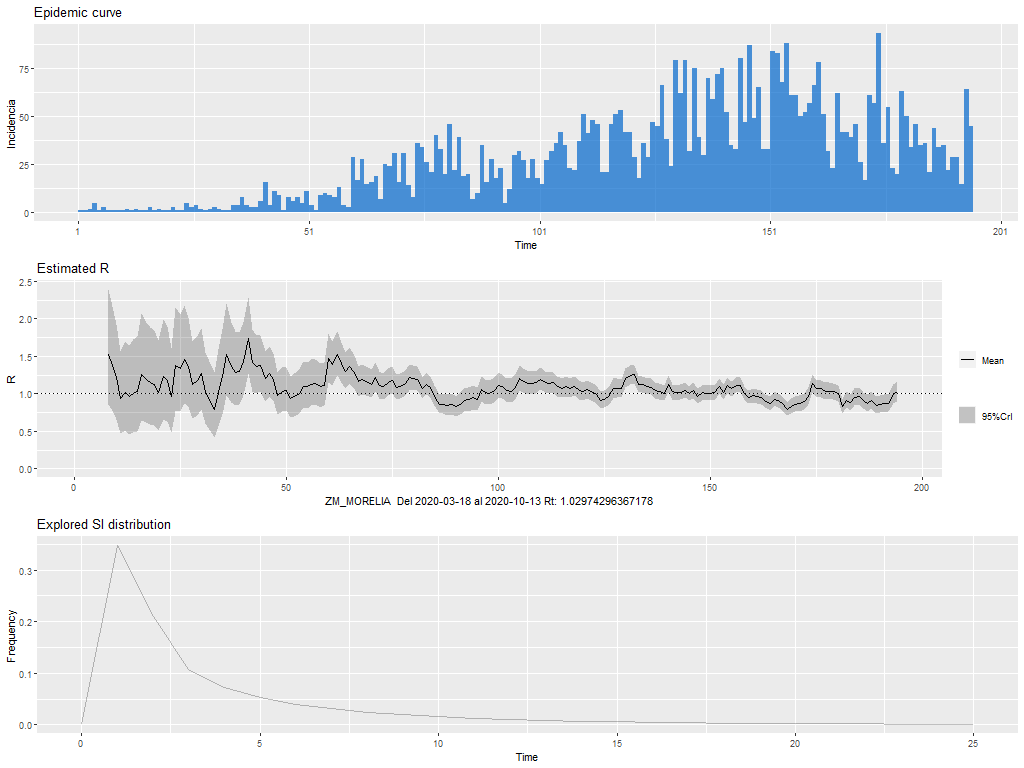 Epidemic curve
Incidencia
75
50
25
0
1
51
101
151
201
Time
Estimated R
R
2.5
2.0
1.5
1.0
0.5
0.0
0
50
100
150
200
ZM_MORELIA Del 2020-03-18 al 2020-10-13 Rt: 1.02974296367178
Mean
95%CrI
Explored SI distribution
Frequency
0.3
0.2
0.1
0.0
0
5
10
15
20
25
Time